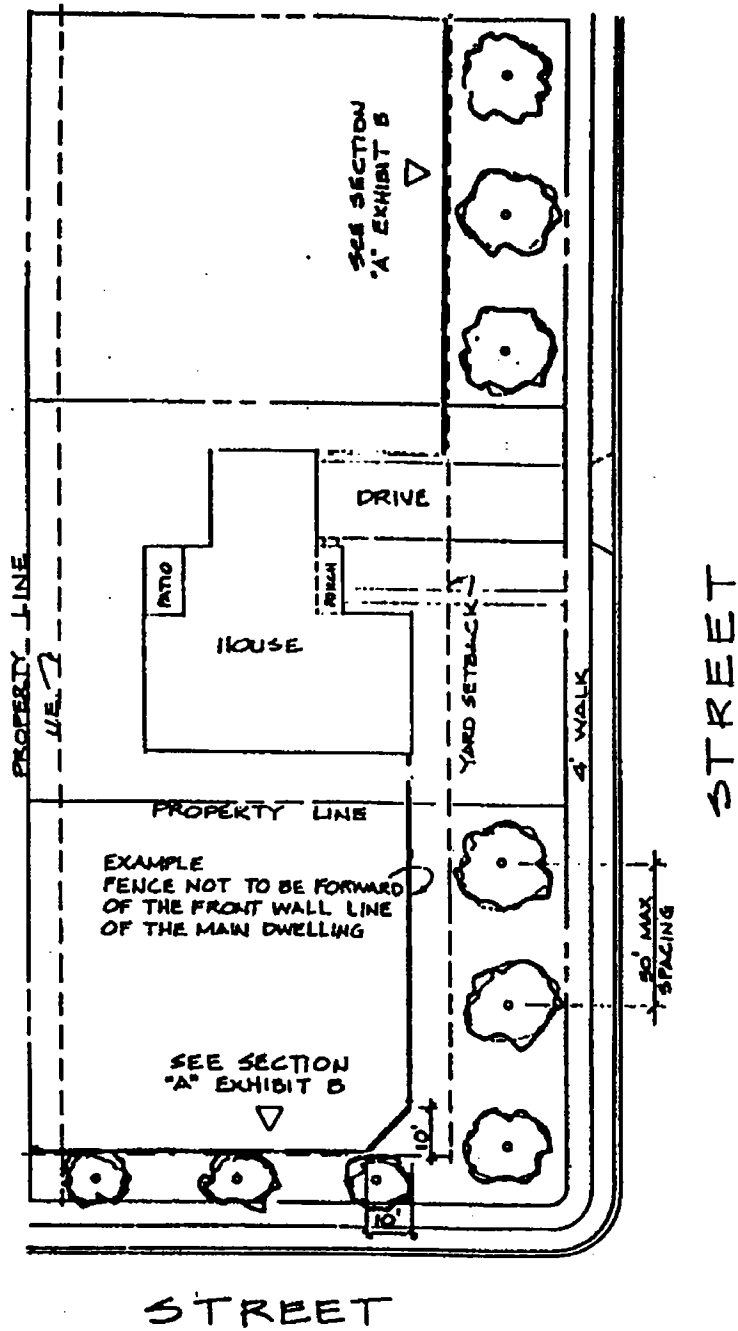 SEE SECTION
"A" EXHIBIT B
DRIVE
PATIO
PORCH
HOUSE
PROPERTY LINE
U.E.
YARD SETBACK
4' WALK
STREET
PROPERTY LINE
EXAMPLE
FENCE NOT TO BE FORWARD
OF THE FRONT WALL LINE
OF THE MAIN DWELLING
SPACING
SEE SECTION
"A" EXHIBIT B
10'
10'
STREET